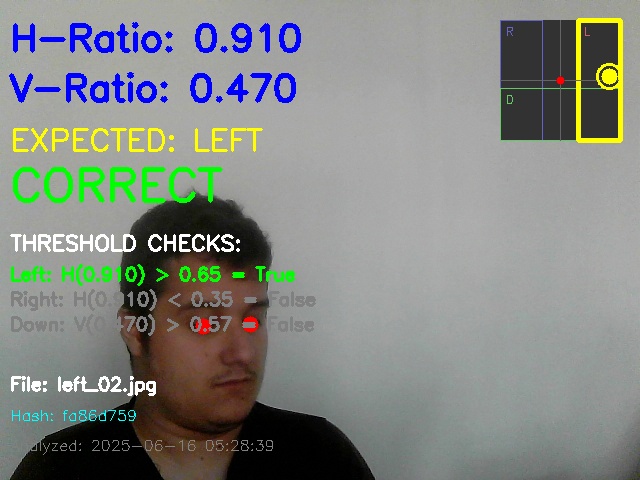 H-Ratio: 0.910
V-Ratio: 0.470
EXPECTED: LEFT
CORRECT
THRESHOLD CHECKS:
Left: H(0.910) > 0.65 = True
Right: H(0.910) < 0.35 = False
Down: V(0.470) > 0.57 = False
File: left_02.jpg
Hash: fa86d759
Analyzed: 2025-06-16 05:28:39
R
L
D